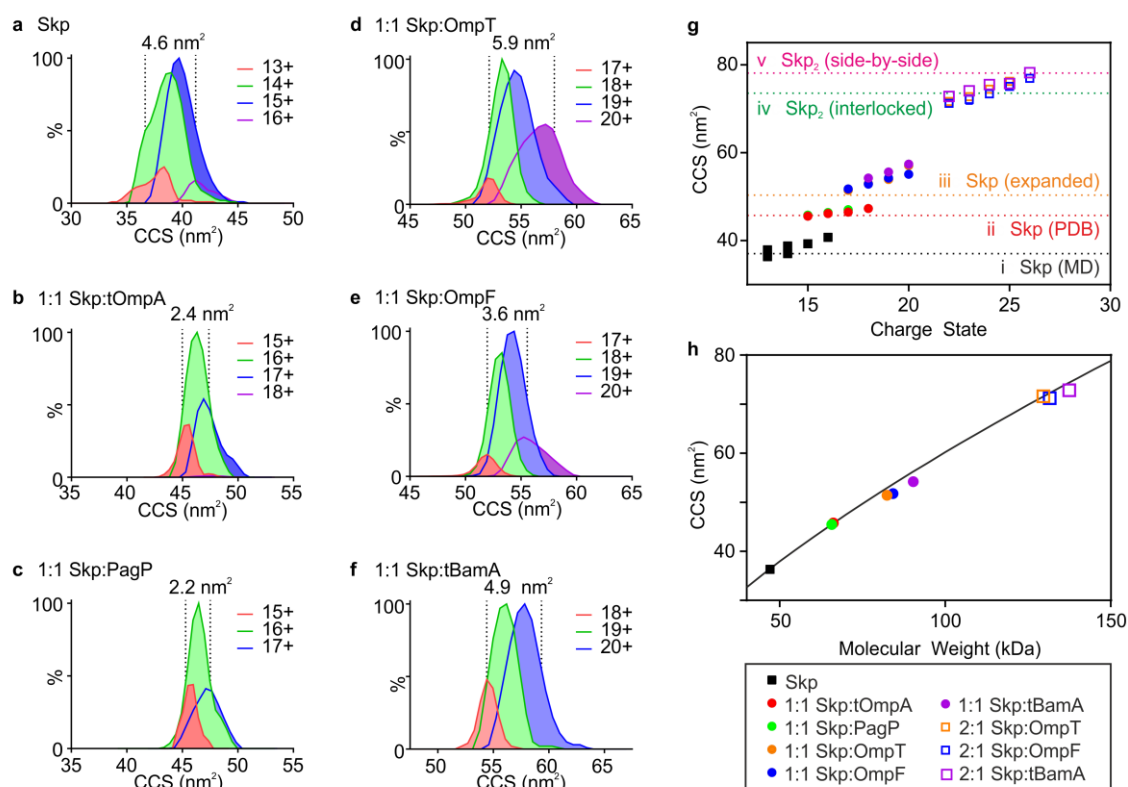 a Skp
4.6 nm²
13+
14+
15+
16+
100
50
0
%
30 35 40 45 50
CCS (nm²)
b 1:1 Skp:tOmpA
2.4 nm²
15+
16+
17+
18+
100
50
0
%
35 40 45 50 55
CCS (nm²)
c 1:1 Skp:PagP
2.2 nm²
15+
16+
17+
100
50
0
%
35 40 45 50 55
CCS (nm²)
d 1:1 Skp:OmpT
5.9 nm²
17+
18+
19+
20+
100
50
0
%
45 50 55 60 65
CCS (nm²)
e 1:1 Skp:OmpF
3.6 nm²
17+
18+
19+
20+
100
50
0
%
45 50 55 60 65
CCS (nm²)
f 1:1 Skp:tBamA
4.9 nm²
18+
19+
20+
100
50
0
%
50 55 60 65
CCS (nm²)
g
80
60
40
CCS (nm²)
v Skp₂ (side-by-side)
iv Skp₂ (interlocked)
iii Skp (expanded)
ii Skp (PDB)
i Skp (MD)
10 15 20 25 30
Charge State
h
80
60
40
CCS (nm²)
50 100 150
Molecular Weight (kDa)
Skp
1:1 Skp:tOmpA
1:1 Skp:PagP
1:1 Skp:OmpT
1:1 Skp:OmpF
1:1 Skp:tBamA
2:1 Skp:OmpT
2:1 Skp:OmpF
2:1 Skp:tBamA